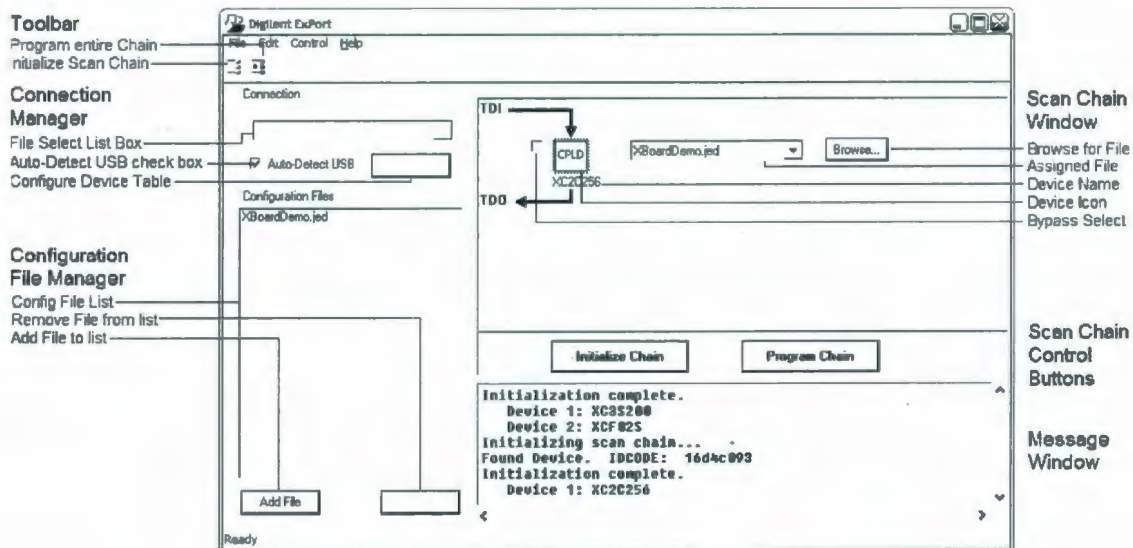 Toolbar
Program entire Chain
nitialize Scan Chain
Connection
Manager
File Select List Box
Auto-Detect USB check box
Configure Device Table
Configuration
File Manager
Config File List
Remove File from list
Add File to list
Digilent ExPort
File Edit Control Help
Connection
Auto-Detect USB
Configuration Files
XBoardDemo.jed
Add File
Ready
TDI
CPLD
XC2C256
TDO
XBoardDemo.jed
Browse...
Initialize Chain
Program Chain
Initialization complete.
Device 1: XC3S200
Device 2: XCF02S
Initializing scan chain...
Found Device. IDCODE: 16d4c093
Initialization complete.
Device 1: XC2C256
Scan Chain
Window
Browse for File
Assigned File
Device Name
Device Icon
Bypass Select
Scan Chain
Control
Buttons
Message
Window